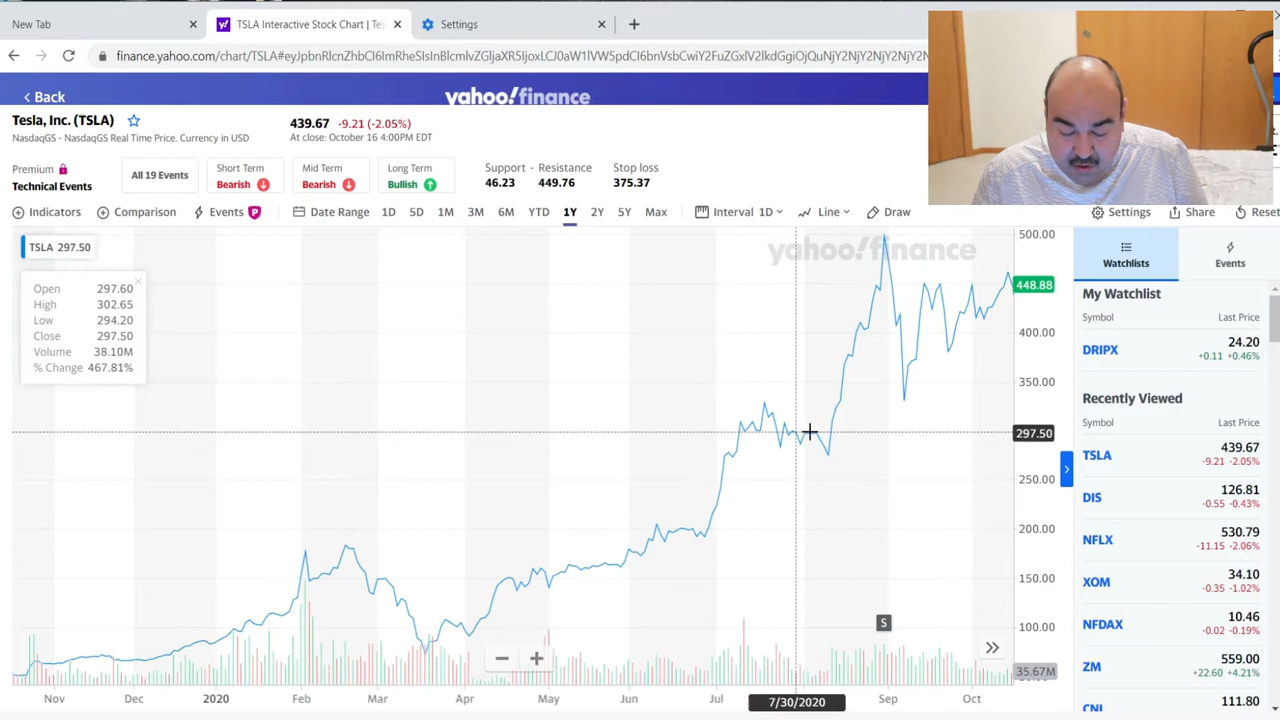 New Tab
TSLA Interactive Stock Chart | Tes
Settings
finance.yahoo.com/chart/TSLA#
Back
yahoo!finance
Tesla, Inc. (TSLA)
NasdaqGS - NasdaqGS Real Time Price. Currency in USD
439.67 -9.21 (-2.05%)
At close: October 16 4:00PM EDT
Premium
Technical Events
All 19 Events
Short Term
Bearish
Mid Term
Bearish
Long Term
Bullish
Support - Resistance
46.23 449.76
Stop loss
375.37
Indicators Comparison Events P Date Range 1D 5D 1M 3M 6M YTD 1Y 2Y 5Y Max Interval 1D Line Draw Settings Share Reset
TSLA 297.50
Open 297.60
High 302.65
Low 294.20
Close 297.50
Volume 38.10M
% Change 467.81%
yahoo!finance
500.00
448.88
400.00
350.00
297.50
250.00
200.00
150.00
100.00
35.67M
S
Nov Dec 2020 Feb Mar Apr May Jun Jul 7/30/2020 Sep Oct
Watchlists
Events
My Watchlist
Symbol Last Price
DRIPX 24.20
+0.11 +0.46%
Recently Viewed
Symbol Last Price
TSLA 439.67
-9.21 -2.05%
DIS 126.81
-0.55 -0.43%
NFLX 530.79
-11.15 -2.06%
XOM 34.10
-0.35 -1.02%
NFDAX 10.46
-0.02 -0.19%
ZM 559.00
+22.60 +4.21%
CNL 111.80